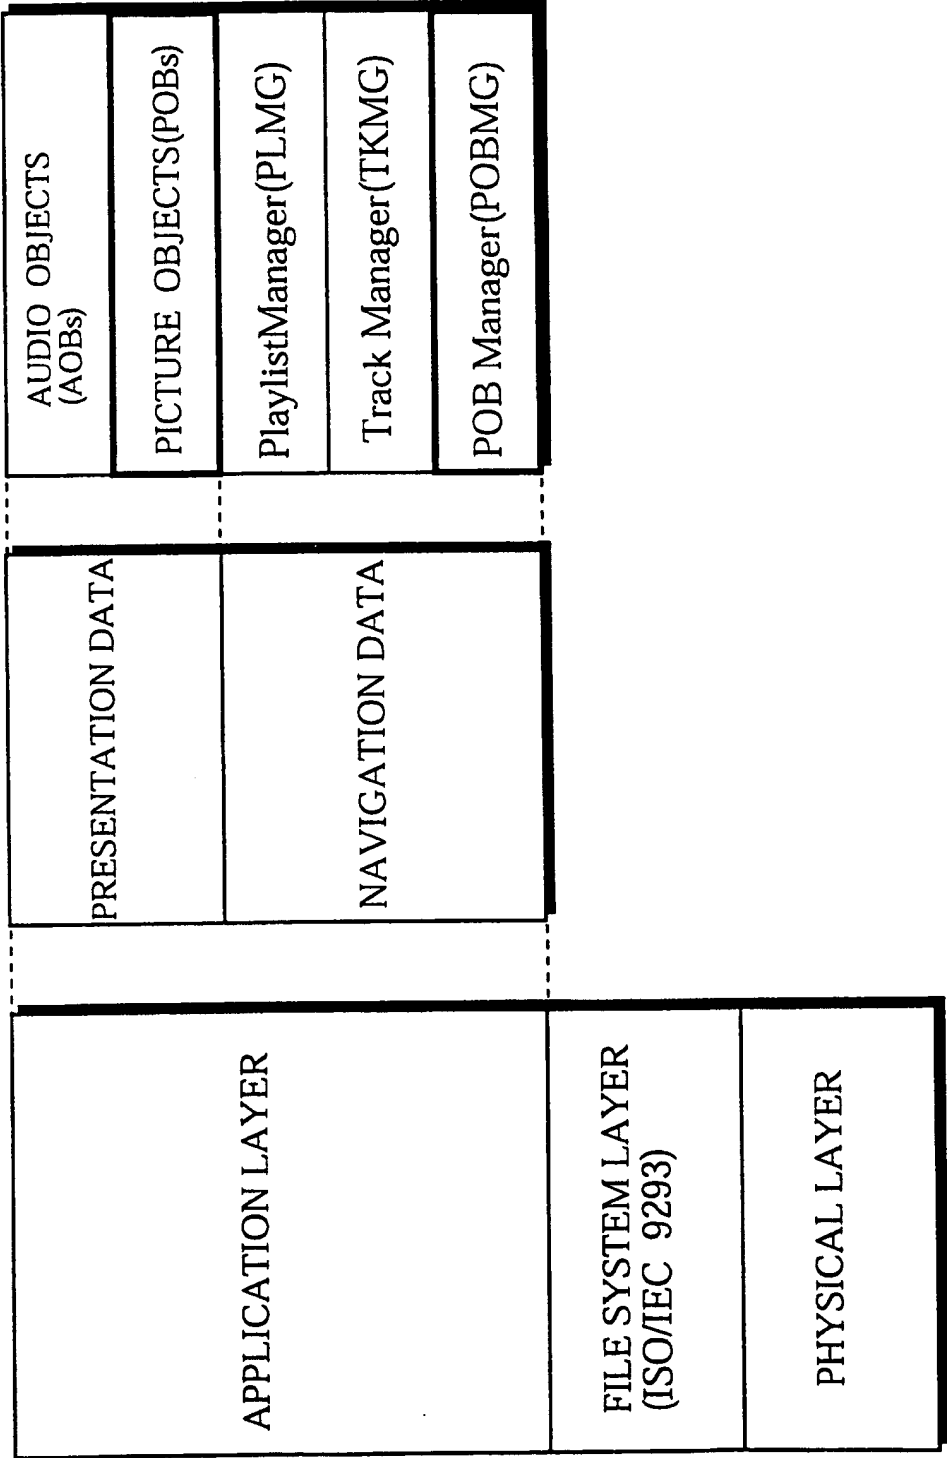 APPLICATION LAYER
FILE SYSTEM LAYER
(ISO/IEC 9293)
PHYSICAL LAYER
PRESENTATION DATA
NAVIGATION DATA
AUDIO OBJECTS
(AOBs)
PICTURE OBJECTS(POBs)
PlaylistManager(PLMG)
Track Manager(TKMG)
POB Manager(POBMG)